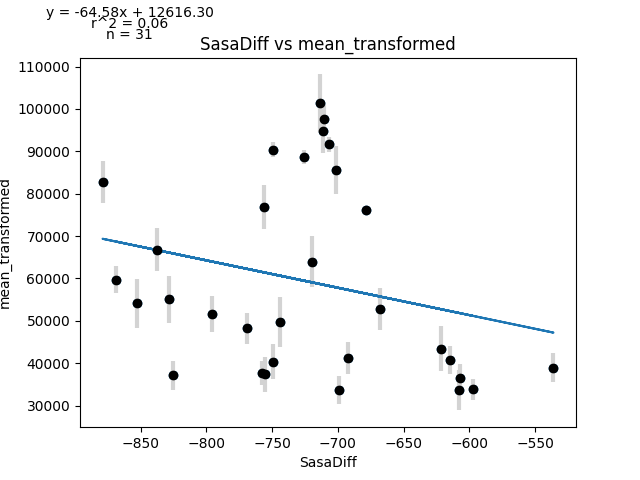 y = -64.58x + 12616.30
r^2 = 0.06
n = 31
SasaDiff vs mean_transformed
110000
100000
90000
80000
70000
60000
50000
40000
30000
mean_transformed
−850
−800
−750
−700
−650
−600
−550
SasaDiff